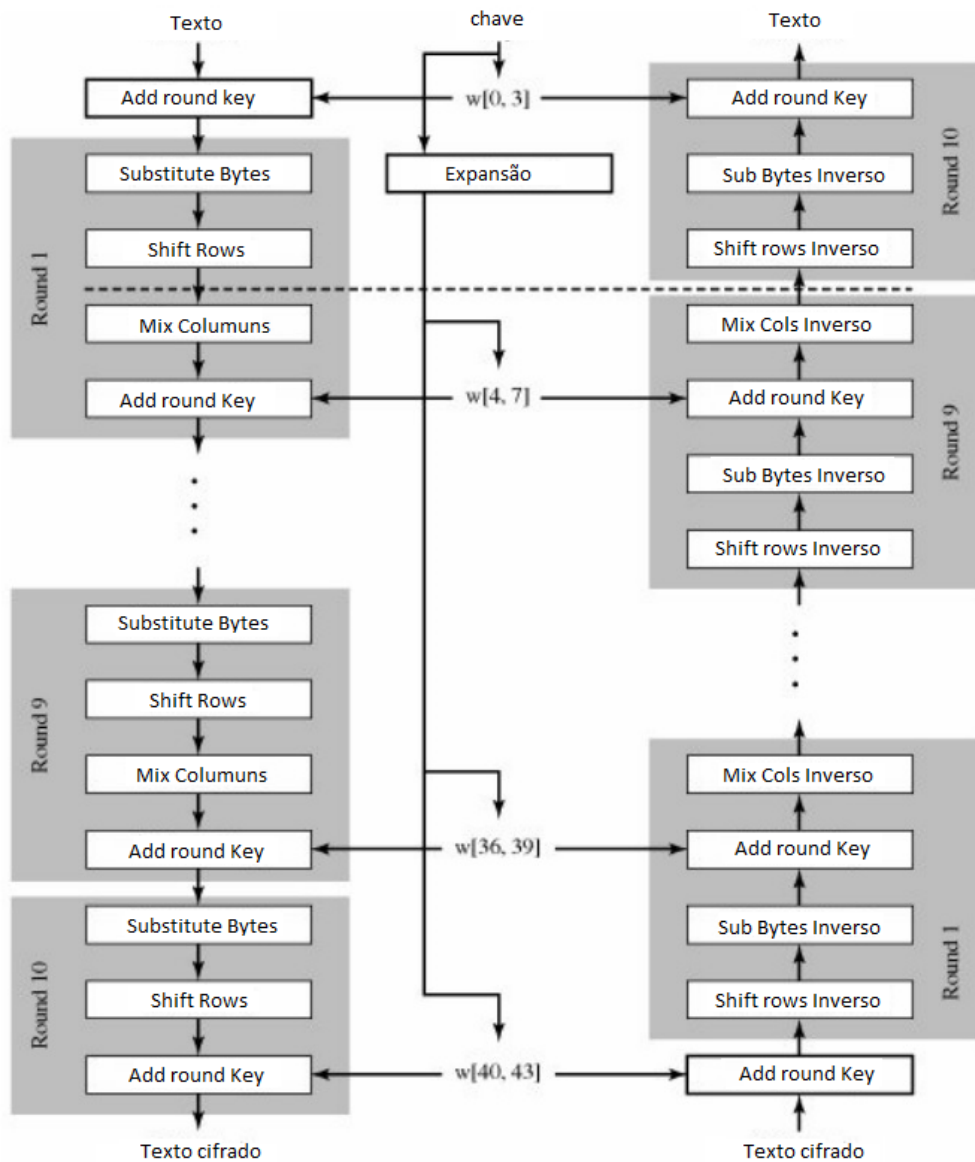 Texto
Add round key
Round 1
Substitute Bytes
Shift Rows
Mix Columuns
Add round Key
Round 9
Substitute Bytes
Shift Rows
Mix Columuns
Add round Key
Round 10
Substitute Bytes
Shift Rows
Add round Key
Texto cifrado
chave
w[0, 3]
Expansão
w[4, 7]
w[36, 39]
w[40, 43]
Texto
Add round Key
Sub Bytes Inverso
Shift rows Inverso
Round 10
Mix Cols Inverso
Add round Key
Sub Bytes Inverso
Shift rows Inverso
Round 9
Mix Cols Inverso
Add round Key
Sub Bytes Inverso
Shift rows Inverso
Round 1
Add round Key
Texto cifrado